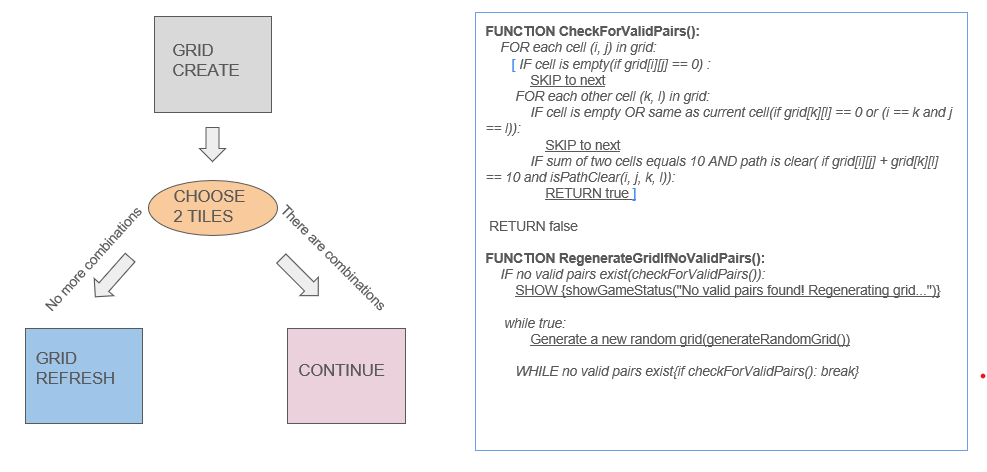 GRID
CREATE
CHOOSE
2 TILES
No more combinations
There are combinations
GRID
REFRESH
CONTINUE
FUNCTION CheckForValidPairs():
FOR each cell (i, j) in grid:
[ IF cell is empty(if grid[i][j] == 0) :
SKIP to next
FOR each other cell (k, l) in grid:
IF cell is empty OR same as current cell(if grid[k][l] == 0 or (i == k and j
== l)):
SKIP to next
IF sum of two cells equals 10 AND path is clear( if grid[i][j] + grid[k][l]
== 10 and isPathClear(i, j, k, l)):
RETURN true ]
RETURN false
FUNCTION RegenerateGridIfNoValidPairs():
IF no valid pairs exist(checkForValidPairs()):
SHOW {showGameStatus("No valid pairs found! Regenerating grid...")}
while true:
Generate a new random grid(generateRandomGrid())
WHILE no valid pairs exist{if checkForValidPairs(): break}